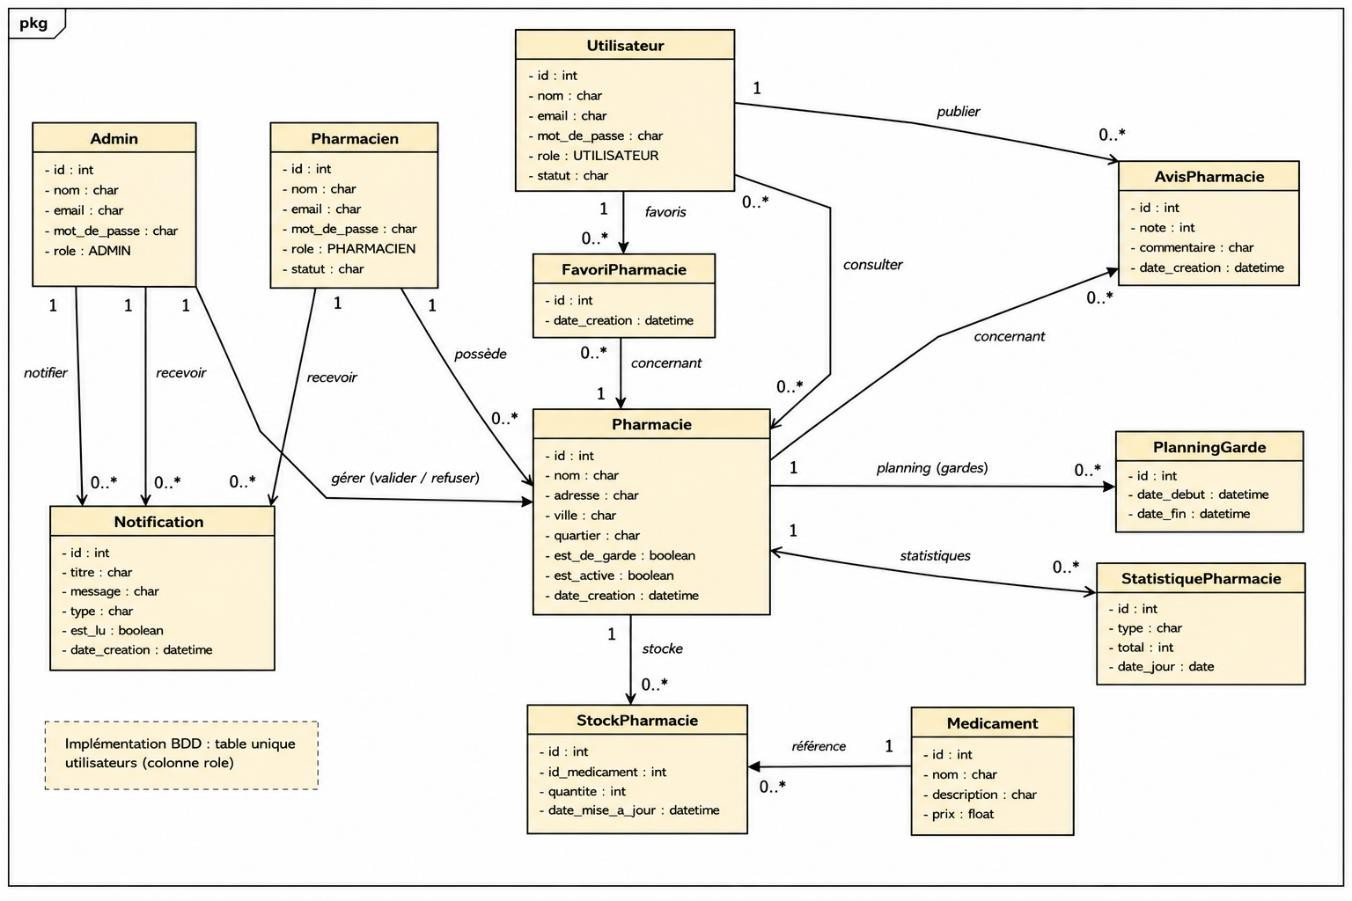 pkg
Utilisateur
- id : int
- nom : char
- email : char
- mot_de_passe : char
- role : UTILISATEUR
- statut : char
1
publier
0..*
Admin
- id : int
- nom : char
- email : char
- mot_de_passe : char
- role : ADMIN
Pharmacien
- id : int
- nom : char
- email : char
- mot_de_passe : char
- role : PHARMACIEN
- statut : char
AvisPharmacie
- id : int
- note : int
- commentaire : char
- date_creation : datetime
1
favoris
0..*
0..*
consulter
0..*
FavoriPharmacie
- id : int
- date_creation : datetime
0..*
concernant
1
1
1
1
1
1
notifier
recevoir
recevoir
possède
0..*
0..*
0..*
0..*
gérer (valider / refuser)
0..*
concernant
Pharmacie
- id : int
- nom : char
- adresse : char
- ville : char
- quartier : char
- est_de_garde : boolean
- est_active : boolean
- date_creation : datetime
1
planning (gardes)
0..*
PlanningGarde
- id : int
- date_debut : datetime
- date_fin : datetime
Notification
- id : int
- titre : char
- message : char
- type : char
- est_lu : boolean
- date_creation : datetime
1
statistiques
0..*
StatistiquePharmacie
- id : int
- type : char
- total : int
- date_jour : date
1
stocke
0..*
StockPharmacie
- id : int
- id_medicament : int
- quantite : int
- date_mise_a_jour : datetime
référence
1
0..*
Medicament
- id : int
- nom : char
- description : char
- prix : float
Implémentation BDD : table unique
utilisateurs (colonne role)